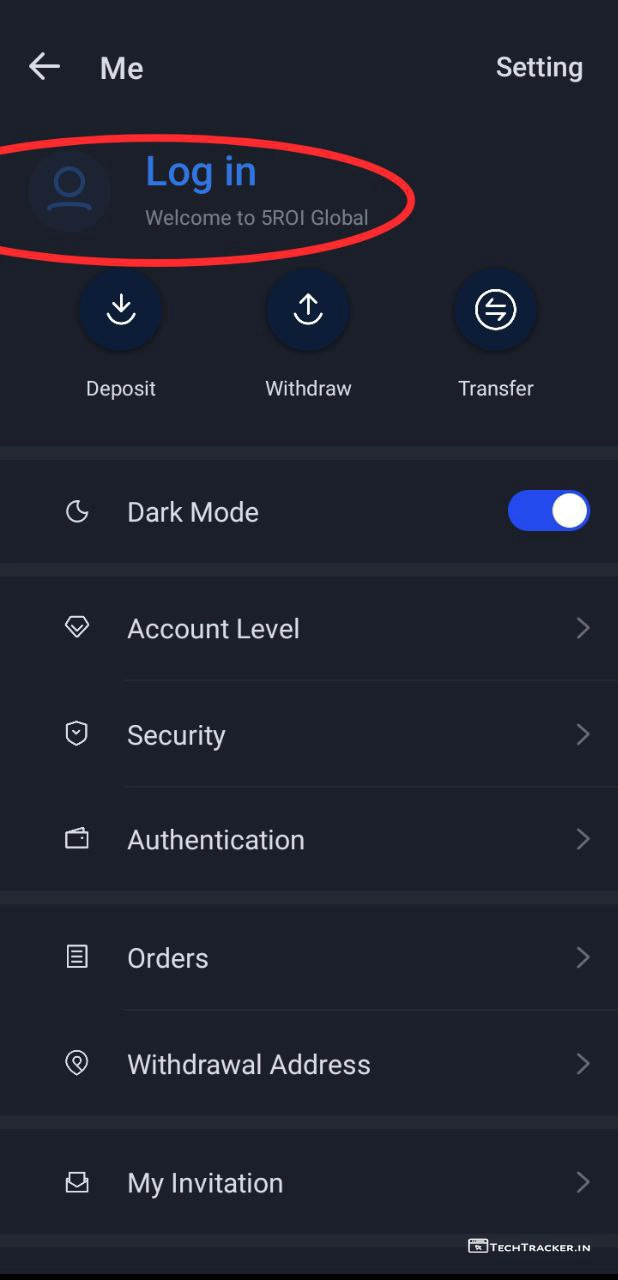 Me
Setting
Log in
Welcome to 5ROI Global
Deposit
Withdraw
Transfer
Dark Mode
Account Level
Security
Authentication
Orders
Withdrawal Address
My Invitation
TECHTRACKER.IN